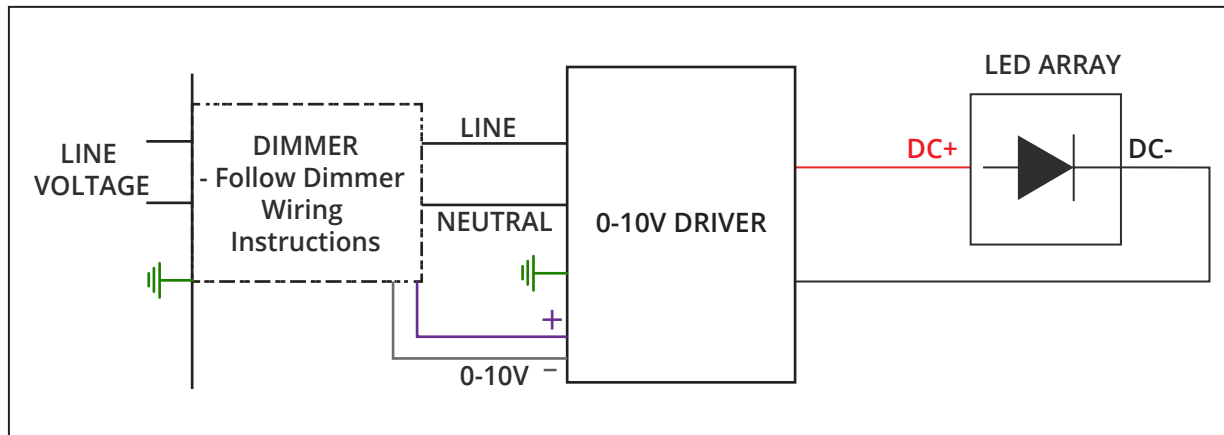 LED ARRAY
LINE
VOLTAGE
DIMMER
- Follow Dimmer
Wiring
Instructions
LINE
NEUTRAL
+
0-10V –
0-10V DRIVER
DC+
DC-